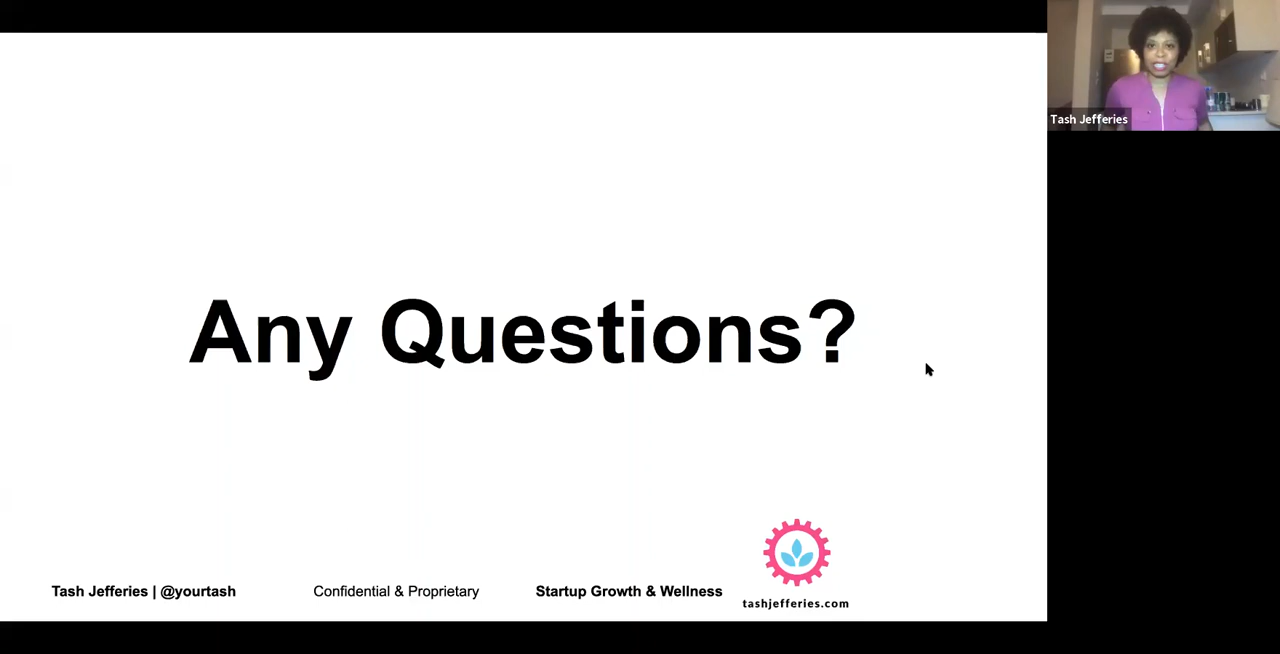 Tash Jefferies
Any Questions?
Tash Jefferies | @yourtash
Confidential & Proprietary
Startup Growth & Wellness
tashjefferies.com